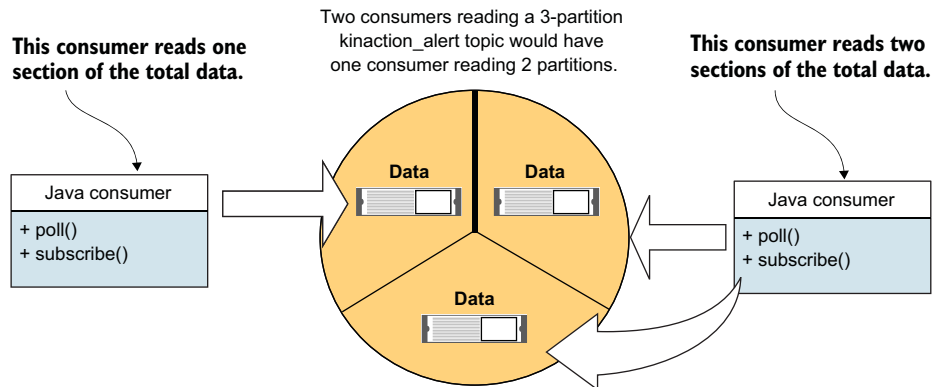 Two consumers reading a 3-partition
kinaction_alert topic would have
one consumer reading 2 partitions.
This consumer reads one
section of the total data.
This consumer reads two
sections of the total data.
Data
Data
Java consumer
+ poll()
+ subscribe()
Java consumer
+ poll()
+ subscribe()
Data